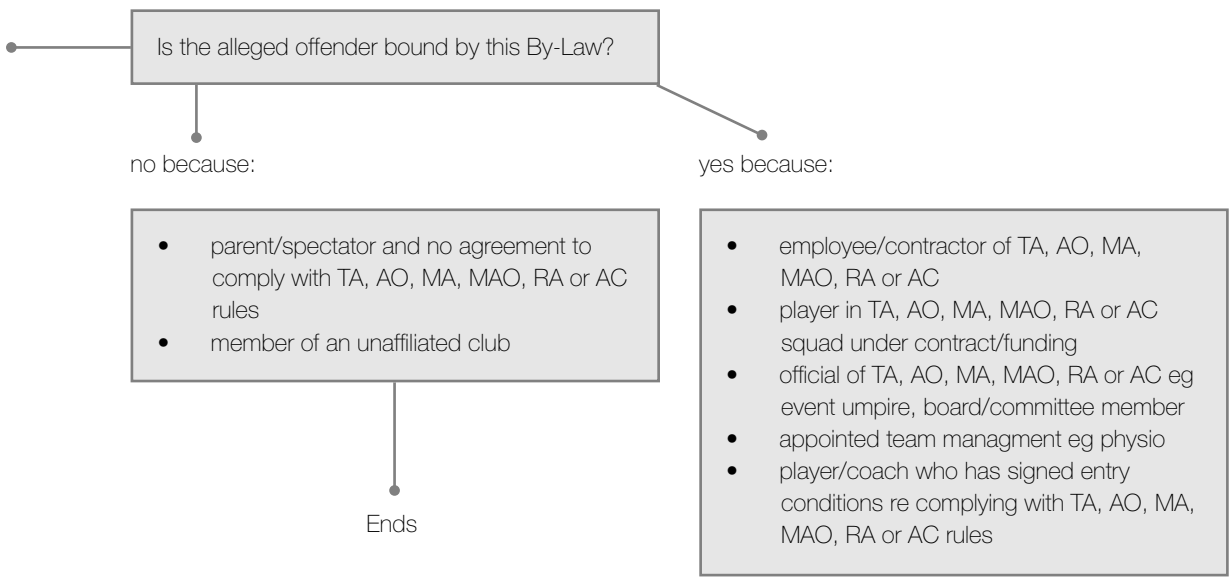 Is the alleged offender bound by this By-Law?
no because:
yes because:
• parent/spectator and no agreement to
comply with TA, AO, MA, MAO, RA or AC
rules
• member of an unaffiliated club
Ends
• employee/contractor of TA, AO, MA,
MAO, RA or AC
• player in TA, AO, MA, MAO, RA or AC
squad under contract/funding
• official of TA, AO, MA, MAO, RA or AC eg
event umpire, board/committee member
• appointed team managment eg physio
• player/coach who has signed entry
conditions re complying with TA, AO, MA,
MAO, RA or AC rules